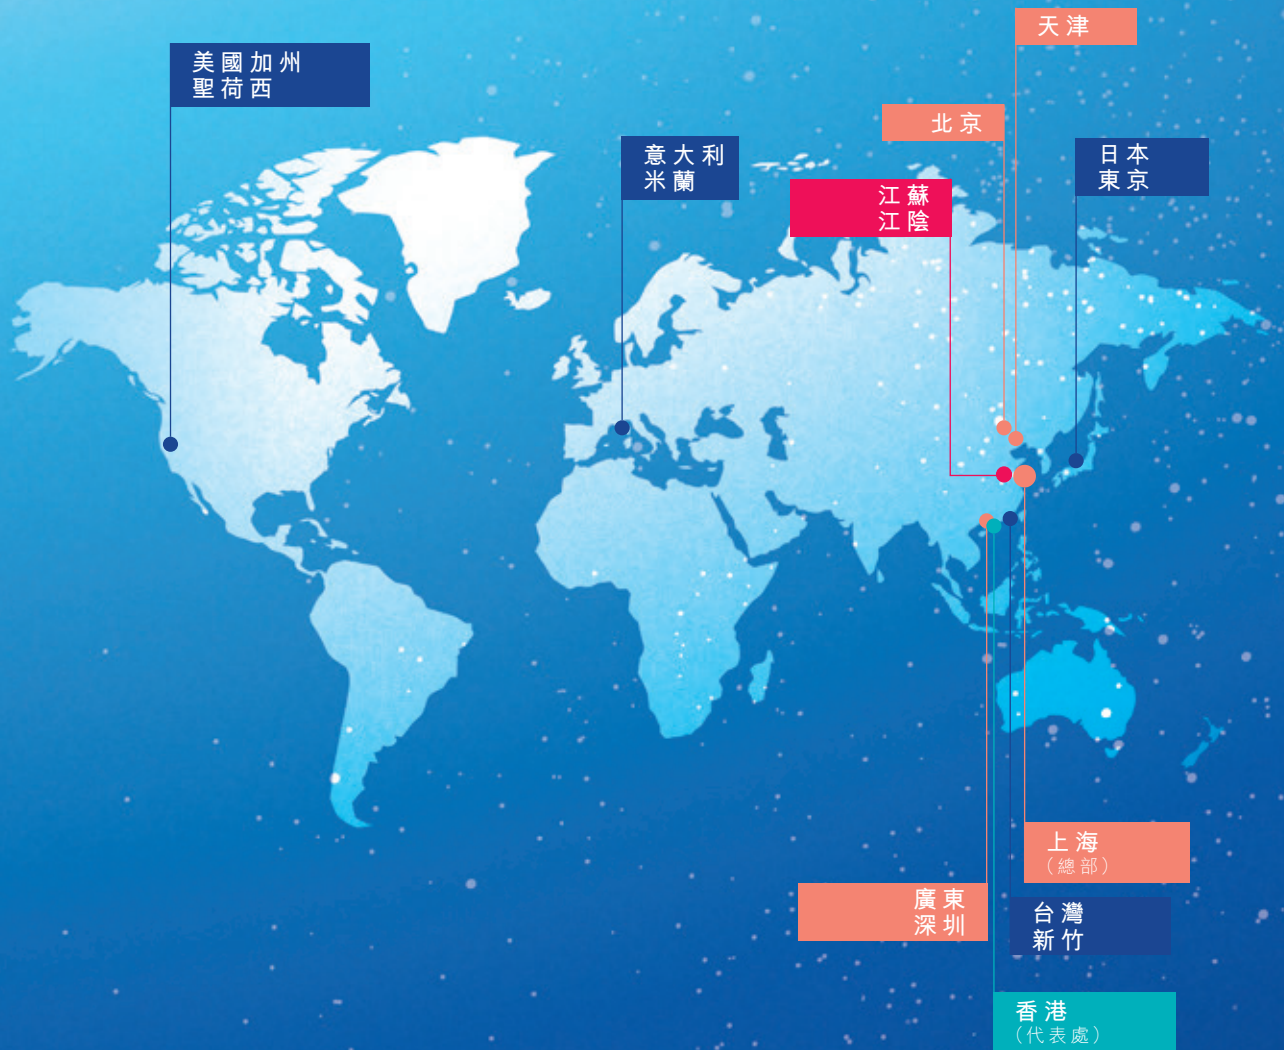 天津
美國加州
聖荷西
北京
意大利
米蘭
日本
東京
江蘇
江陰
上海
（總部）
廣東
深圳
台灣
新竹
香港
（代表處）